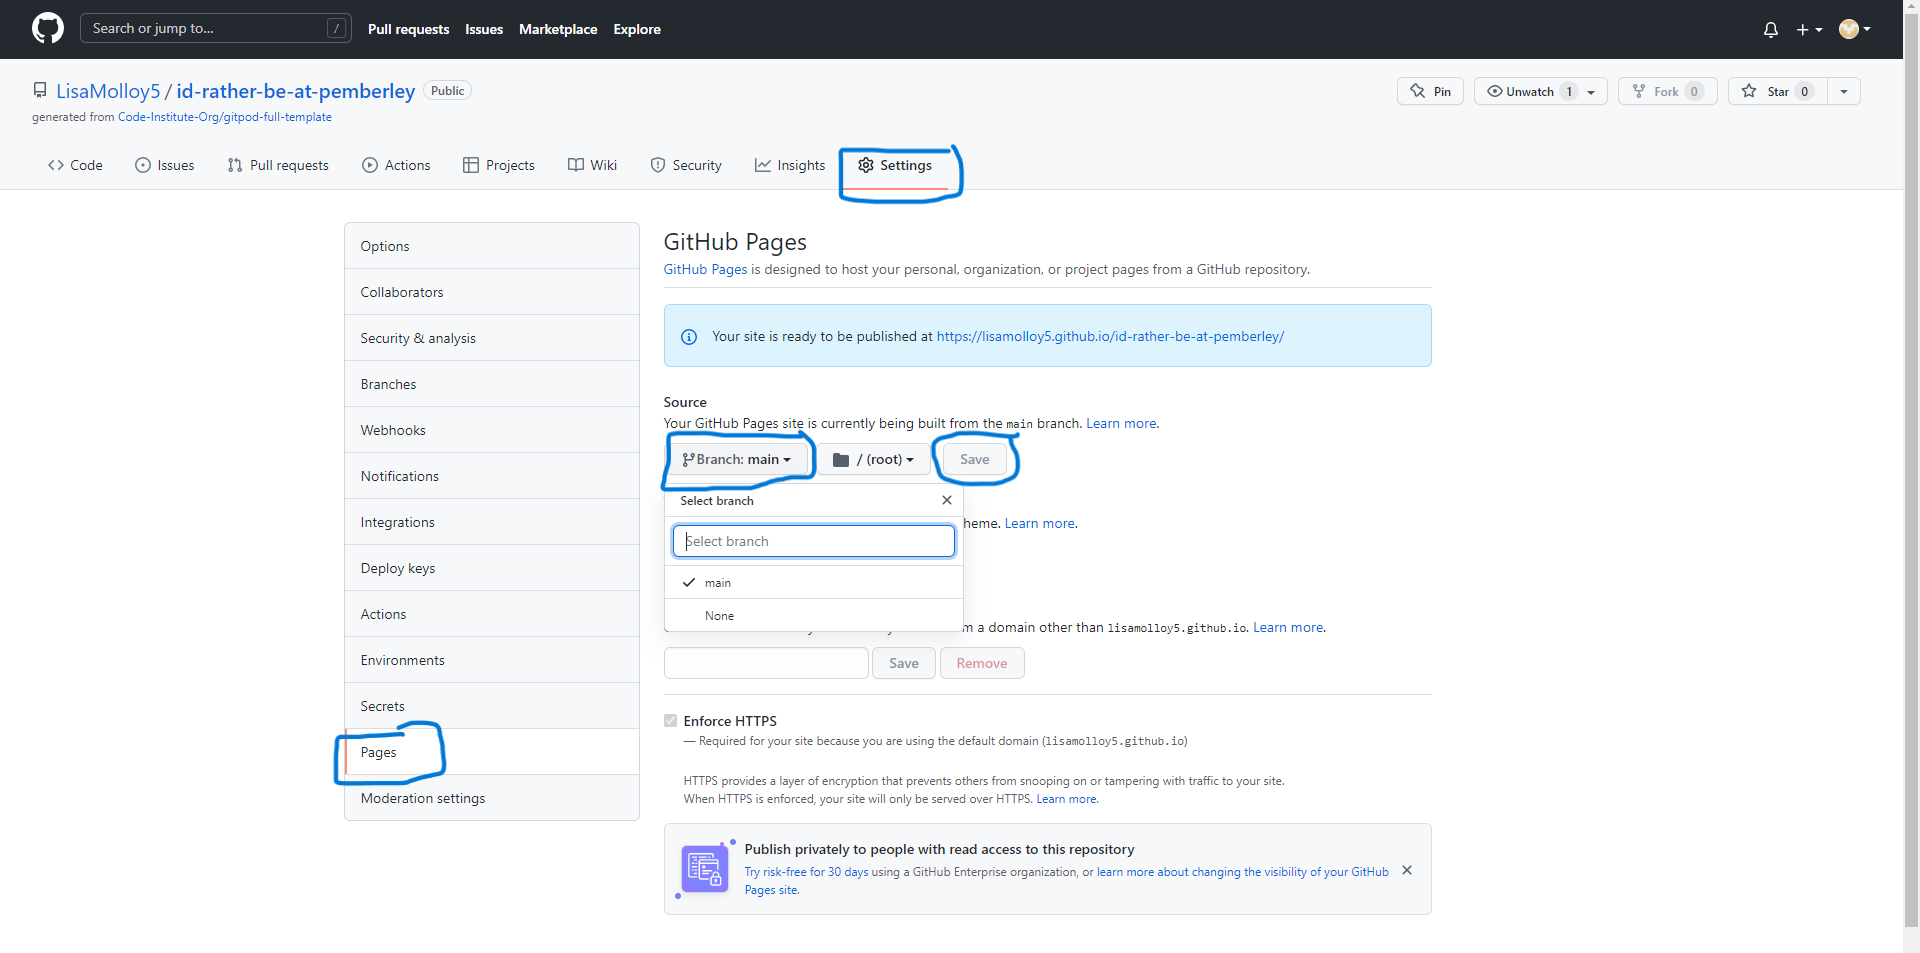 Search or jump to... /
Pull requests Issues Marketplace Explore
LisaMolloy5 / id-rather-be-at-pemberley Public
Pin Unwatch 1 Fork 0 Star 0
generated from Code-Institute-Org/gitpod-full-template
Code Issues Pull requests Actions Projects Wiki Security Insights Settings
Options
Collaborators
Security & analysis
Branches
Webhooks
Notifications
Integrations
Deploy keys
Actions
Environments
Secrets
Pages
Moderation settings
GitHub Pages
GitHub Pages is designed to host your personal, organization, or project pages from a GitHub repository.
Your site is ready to be published at https://lisamolloy5.github.io/id-rather-be-at-pemberley/
Source
Your GitHub Pages site is currently being built from the main branch. Learn more.
Branch: main / (root) Save
Select branch
heme. Learn more.
Select branch
main
None
m a domain other than lisamolloy5.github.io. Learn more.
Save Remove
Enforce HTTPS
— Required for your site because you are using the default domain (lisamolloy5.github.io)
HTTPS provides a layer of encryption that prevents others from snooping on or tampering with traffic to your site.
When HTTPS is enforced, your site will only be served over HTTPS. Learn more.
Publish privately to people with read access to this repository
Try risk-free for 30 days using a GitHub Enterprise organization, or learn more about changing the visibility of your GitHub
Pages site.